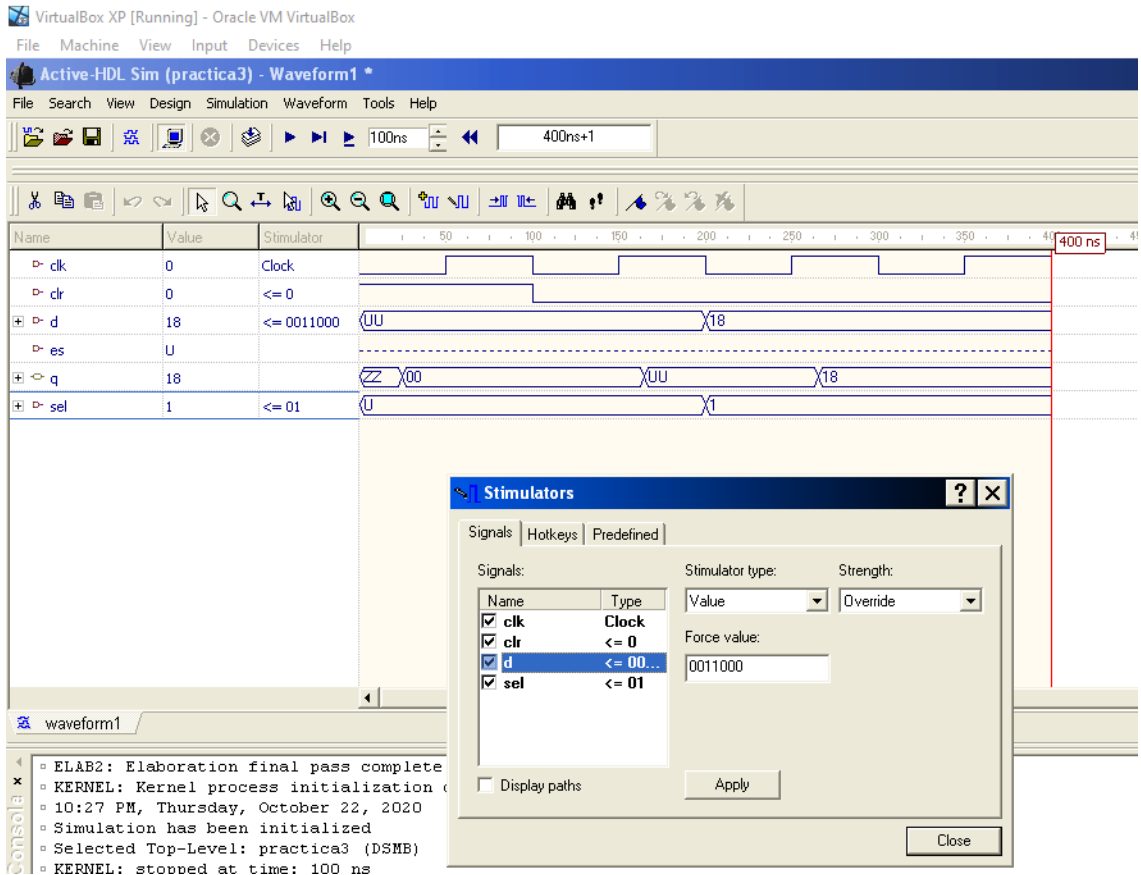 VirtualBox XP [Running] - Oracle VM VirtualBox
File Machine View Input Devices Help
Active-HDL Sim (practica3) - Waveform1 *
File Search View Design Simulation Waveform Tools Help
100ns 400ns+1
Name Value Stimulator 50 100 150 200 250 300 350
400 ns
clk 0 Clock
clr 0 <= 0
d 18 <= 0011000 UU 18
es U
q 18 ZZ 00 UU 18
sel 1 <= 01 U 1
Stimulators
Signals Hotkeys Predefined
Signals: Stimulator type: Strength:
Name Type Value Override
clk Clock
clr <= 0 Force value:
d <= 00... 0011000
sel <= 01
Display paths Apply
Close
waveform1
ELAB2: Elaboration final pass complete
KERNEL: Kernel process initialization
10:27 PM, Thursday, October 22, 2020
Simulation has been initialized
Selected Top-Level: practica3 (DSMB)
KERNEL: stopped at time: 100 ns
Consola